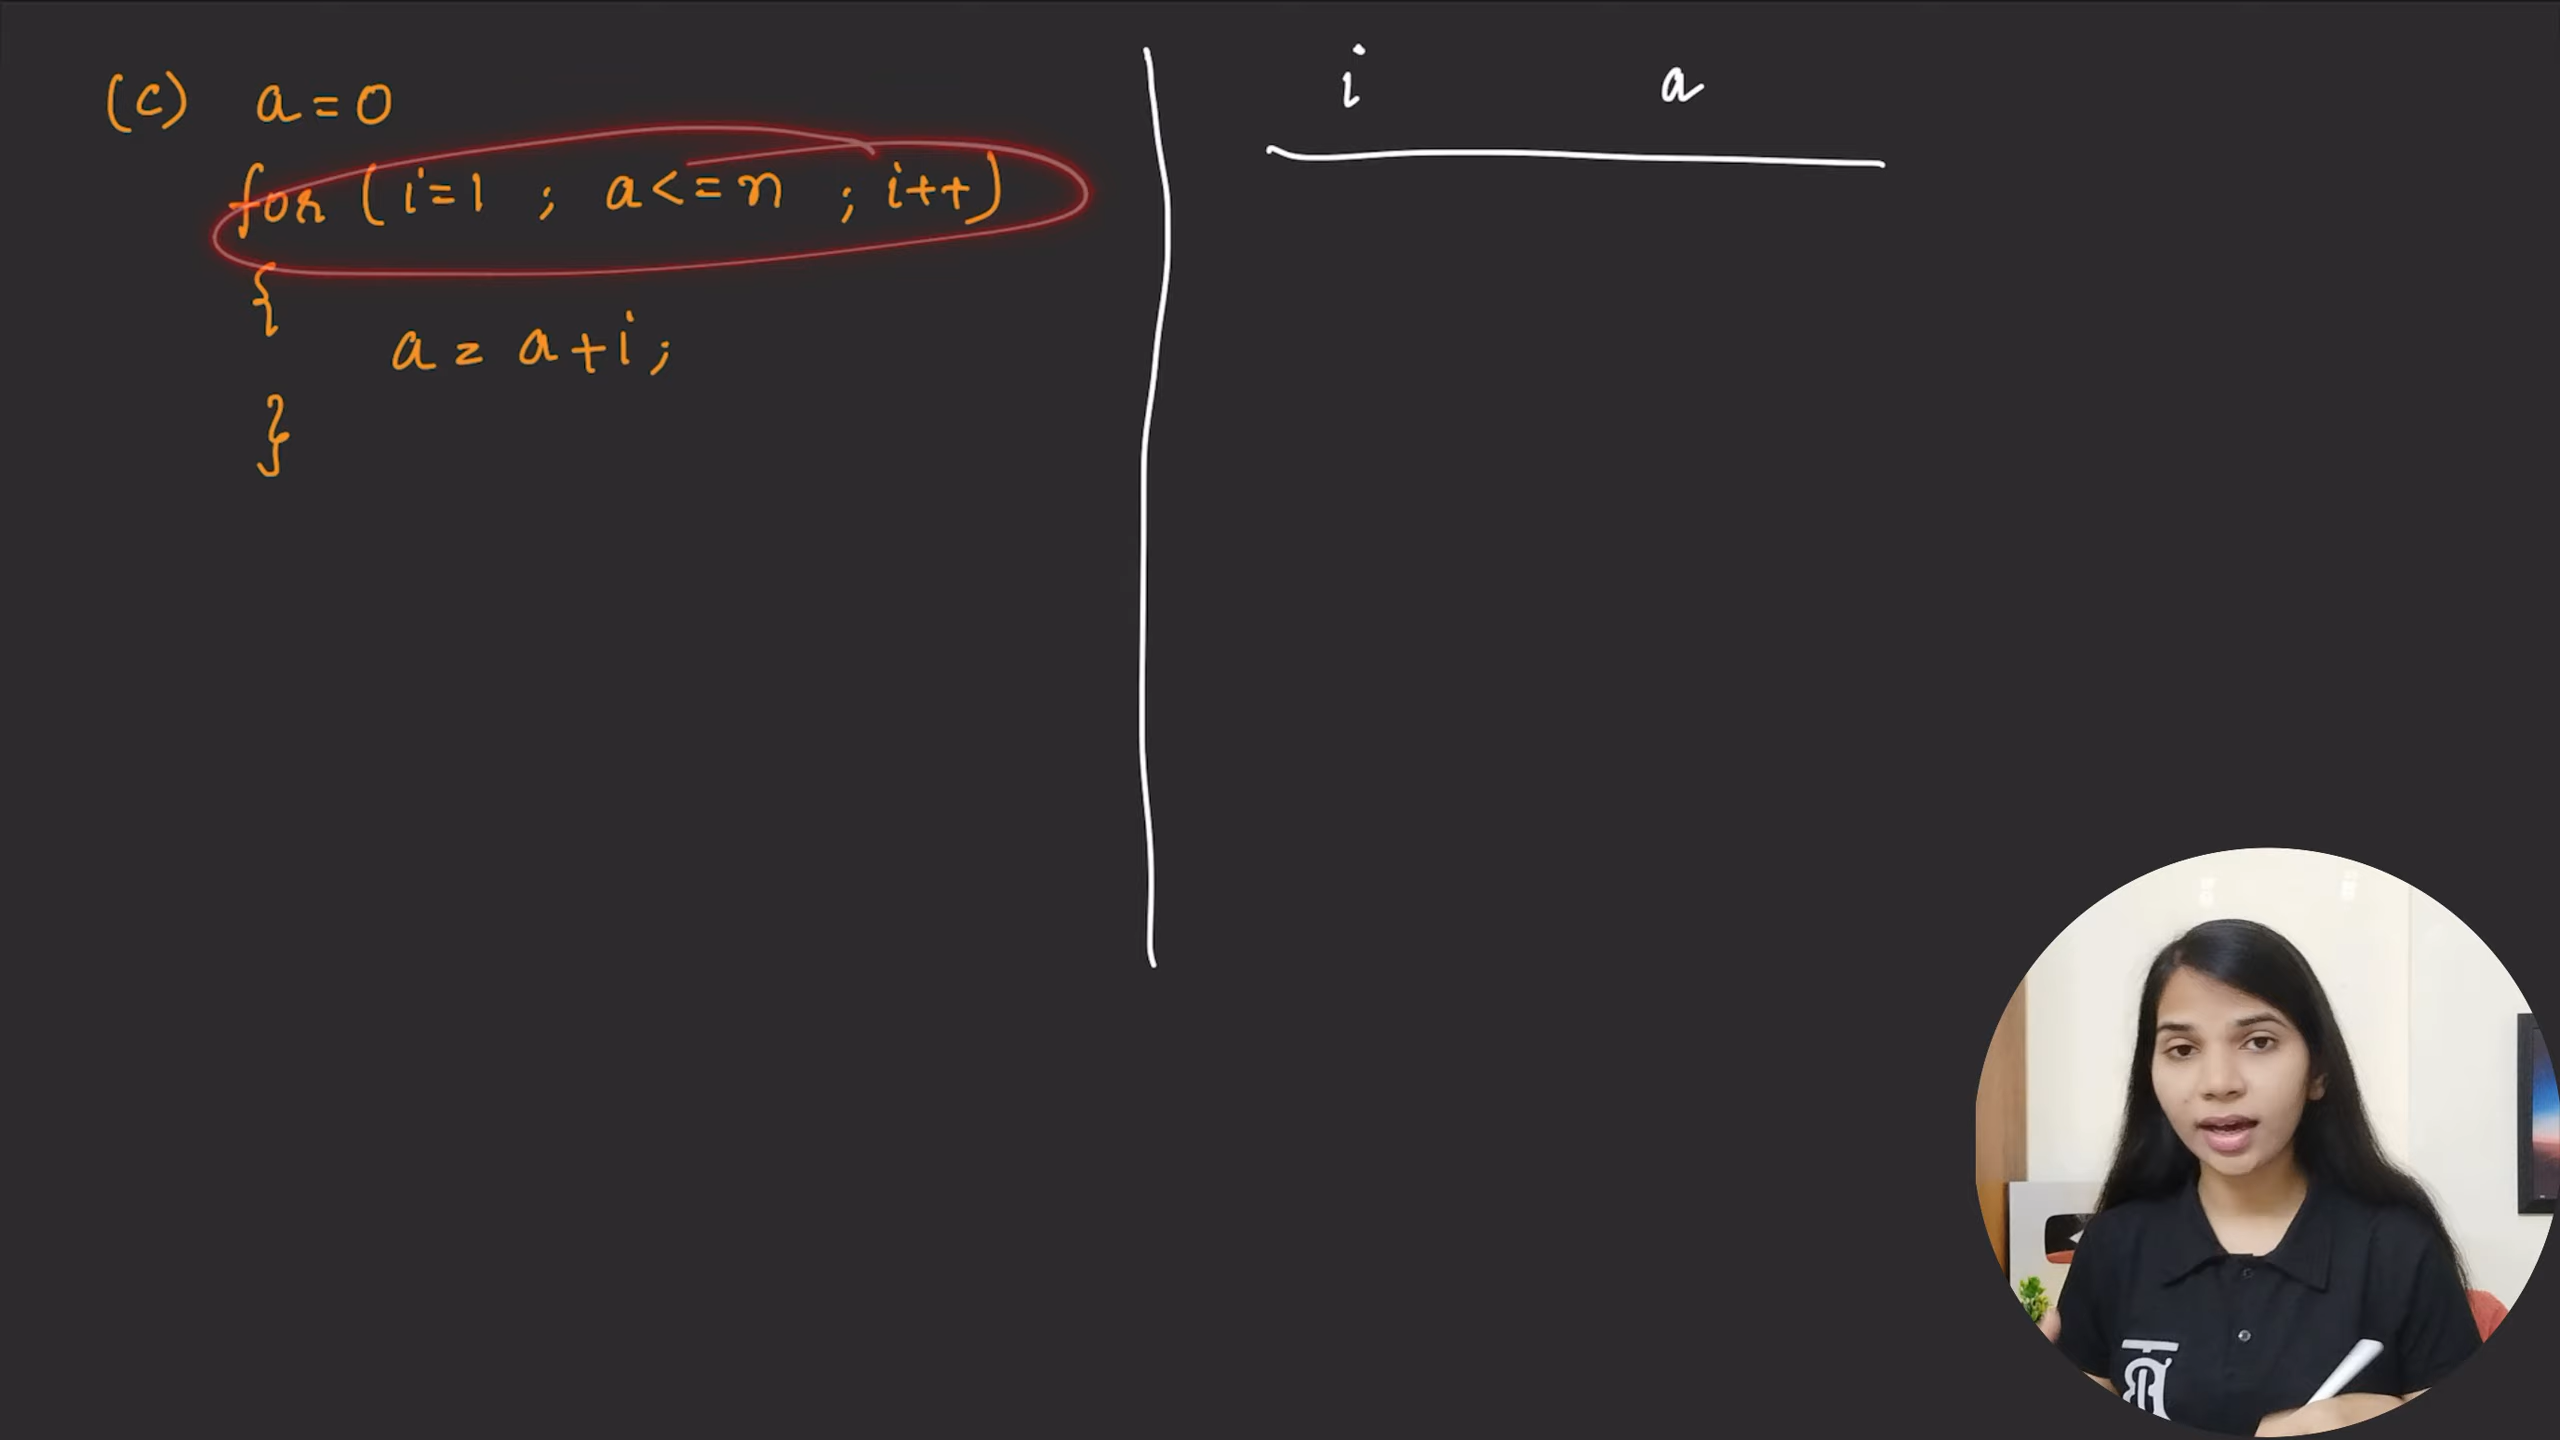 (c) a = 0
for ( i = 1 ; a <= n ; i++)
{
a = a + i ;
}
i a